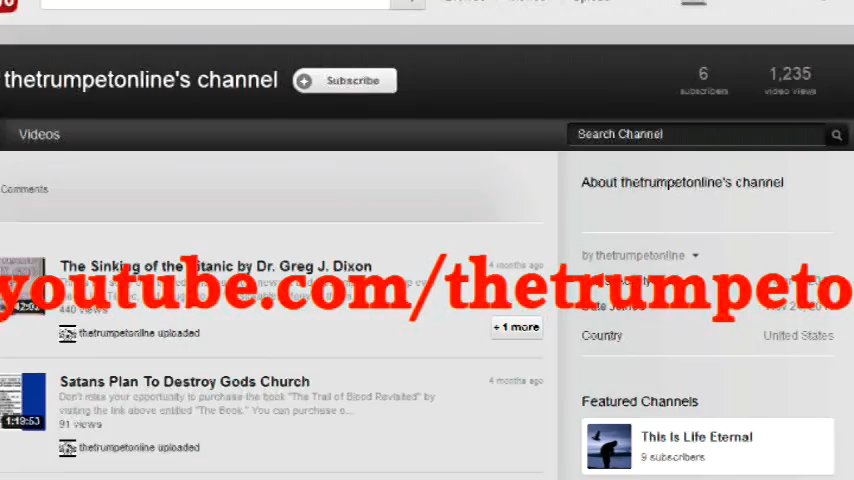 thetrumpetonline's channel
Subscribe
6
subscribers
1,235
video views
Videos
Search Channel
Comments
About thetrumpetonline's channel
by thetrumpetonline
The Sinking of the Titanic by Dr. Greg J. Dixon
4 months ago
youtube.com/thetrumpeto
42:02
440 views
thetrumpetonline uploaded
+ 1 more
Country
United States
Satans Plan To Destroy Gods Church
4 months ago
Don't miss your opportunity to purchase the book "The Trail of Blood Revisited" by
visiting the link above entitled "The Book." You can purchase o...
1:18:53
91 views
thetrumpetonline uploaded
Featured Channels
This Is Life Eternal
9 subscribers